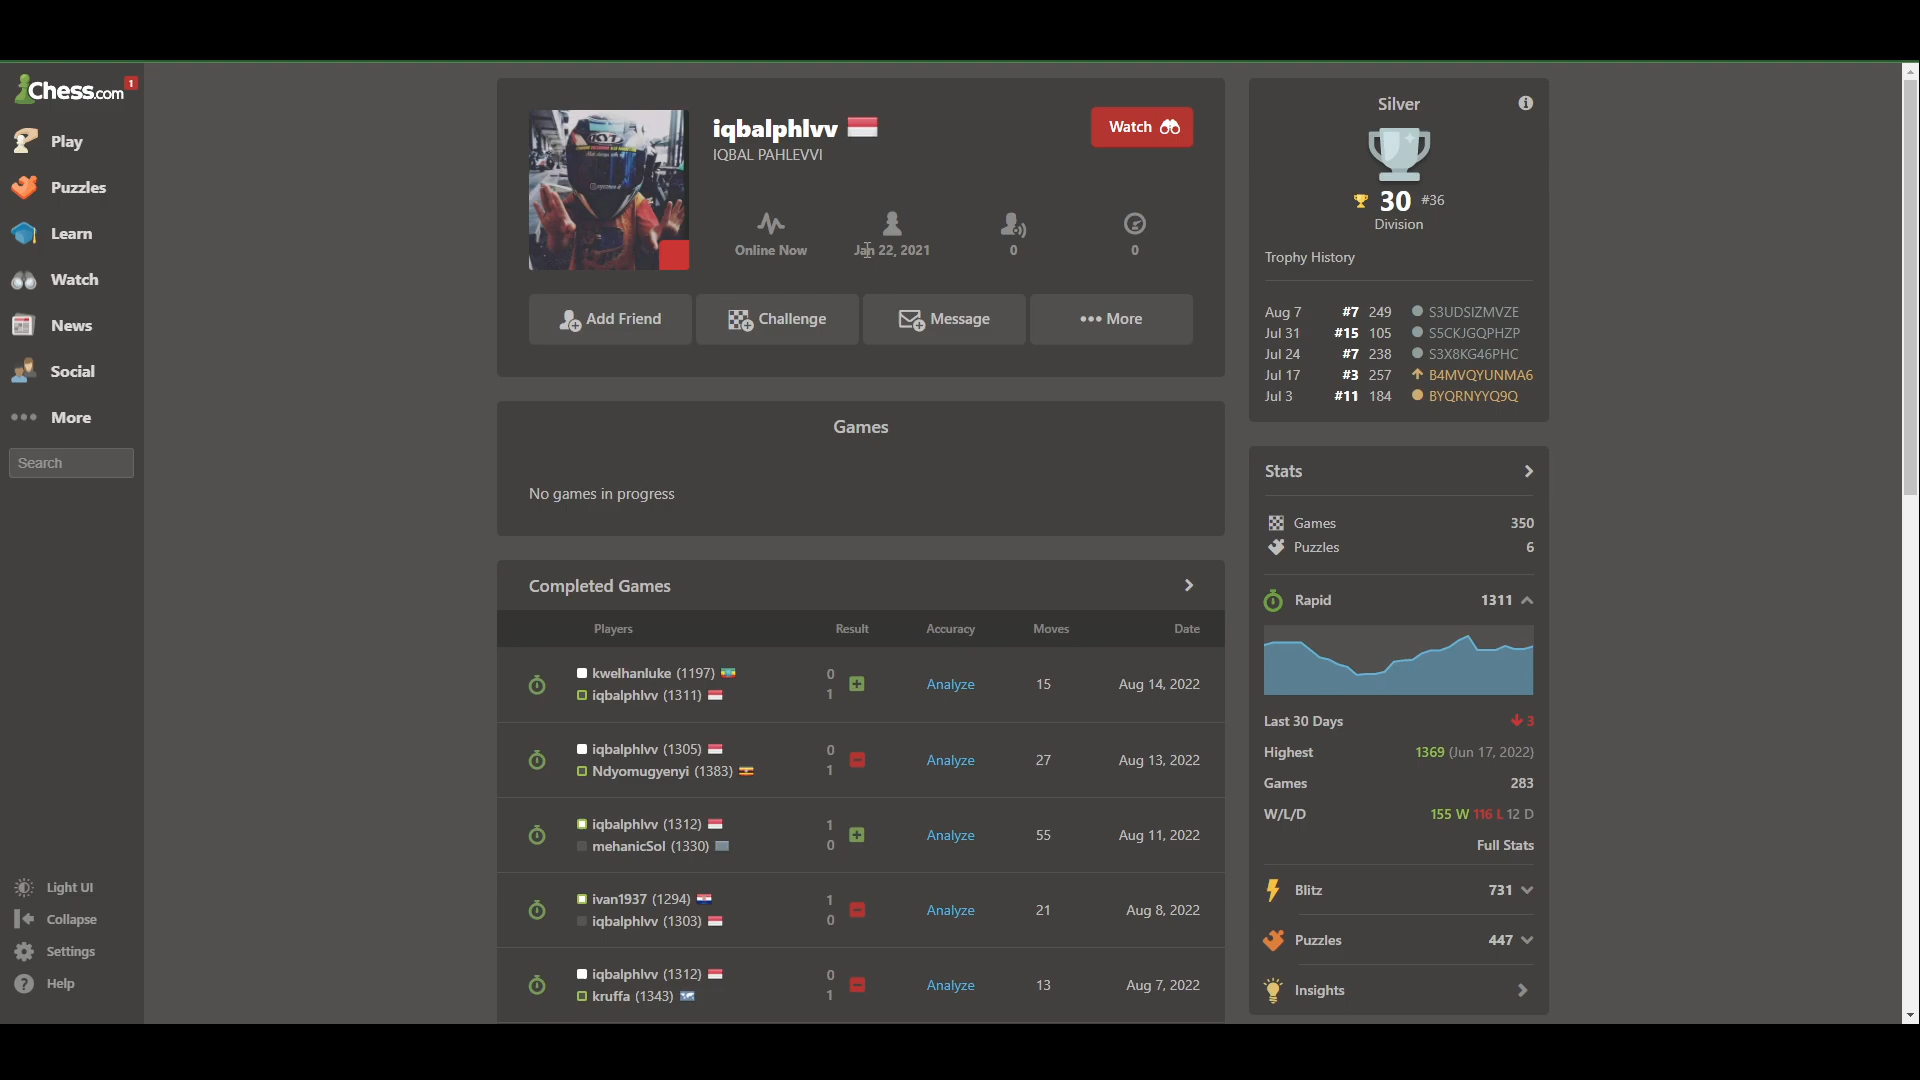 Chess.com 1
Play
Puzzles
Learn
Watch
News
Social
More
Search
Light UI
Collapse
Settings
Help
iqbalphlvv
IQBAL PAHLEVVI
Watch
Online Now
Jan 22, 2021
0
0
Add Friend
Challenge
Message
More
Games
No games in progress
Completed Games
Players Result Accuracy Moves Date
kwelhanluke (1197) 0
iqbalphlvv (1311) 1
Analyze 15 Aug 14, 2022
iqbalphlvv (1305) 0
Ndyomugyenyi (1383) 1
Analyze 27 Aug 13, 2022
iqbalphlvv (1312) 1
mehanicSol (1330) 0
Analyze 55 Aug 11, 2022
ivan1937 (1294) 1
iqbalphlvv (1303) 0
Analyze 21 Aug 8, 2022
iqbalphlvv (1312) 0
kruffa (1343) 1
Analyze 13 Aug 7, 2022
Silver
30 #36
Division
Trophy History
Aug 7 #7 249 S3UDSIZMVZE
Jul 31 #15 105 S5CKJGQPHZP
Jul 24 #7 238 S3X8KG46PHC
Jul 17 #3 257 B4MVQYUNMA6
Jul 3 #11 184 BYQRNYYQ9Q
Stats
Games 350
Puzzles 6
Rapid 1311
Last 30 Days 3
Highest 1369 (Jun 17, 2022)
Games 283
W/L/D 155 W 116 L 12 D
Full Stats
Blitz 731
Puzzles 447
Insights